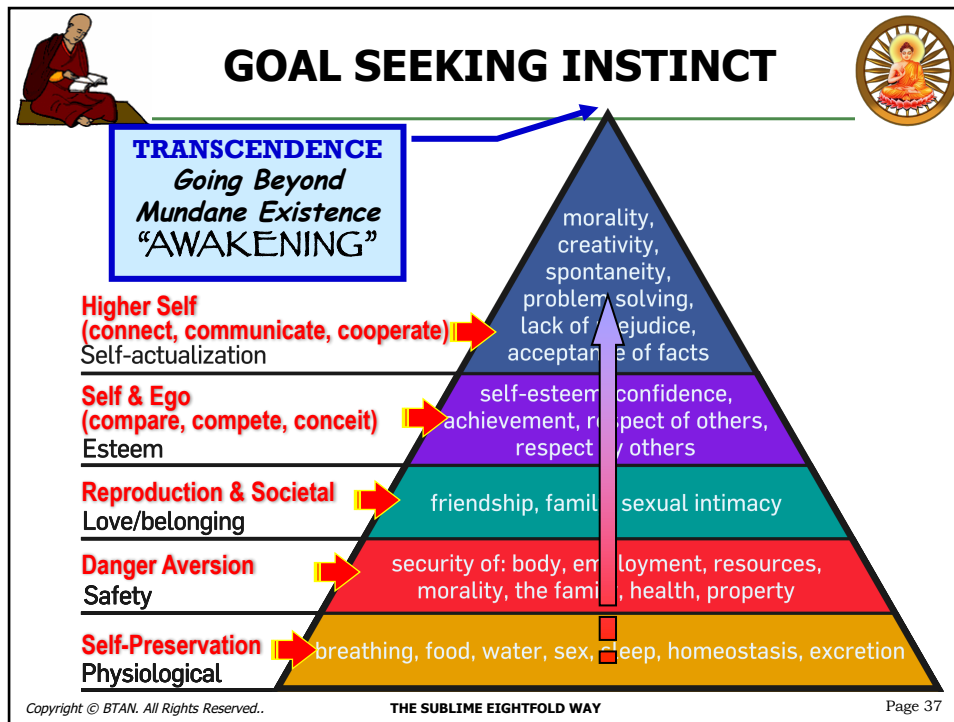 GOAL SEEKING INSTINCT
TRANSCENDENCE
Going Beyond
Mundane Existence
“AWAKENING”
morality,
creativity,
spontaneity,
problem solving,
lack of prejudice,
acceptance of facts
Higher Self
(connect, communicate, cooperate)
Self-actualization
self-esteem, confidence,
achievement, respect of others,
respect by others
Self & Ego
(compare, compete, conceit)
Esteem
friendship, family, sexual intimacy
Reproduction & Societal
Love/belonging
security of: body, employment, resources,
morality, the family, health, property
Danger Aversion
Safety
breathing, food, water, sex, sleep, homeostasis, excretion
Self-Preservation
Physiological
Copyright © BTAN. All Rights Reserved..
THE SUBLIME EIGHTFOLD WAY
Page 37